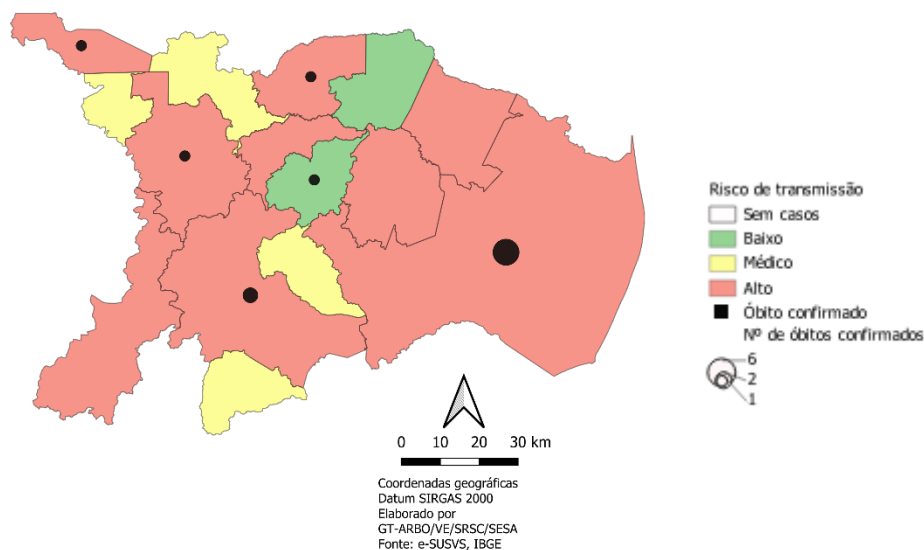 Risco de transmissão
Sem casos
Baixo
Médico
Alto
Óbito confirmado
Nº de óbitos confirmados
6
2
1
0 10 20 30 km
Coordenadas geográficas
Datum SIRGAS 2000
Elaborado por
GT-ARBO/VE/SRSC/SESA
Fonte: e-SUSVS, IBGE